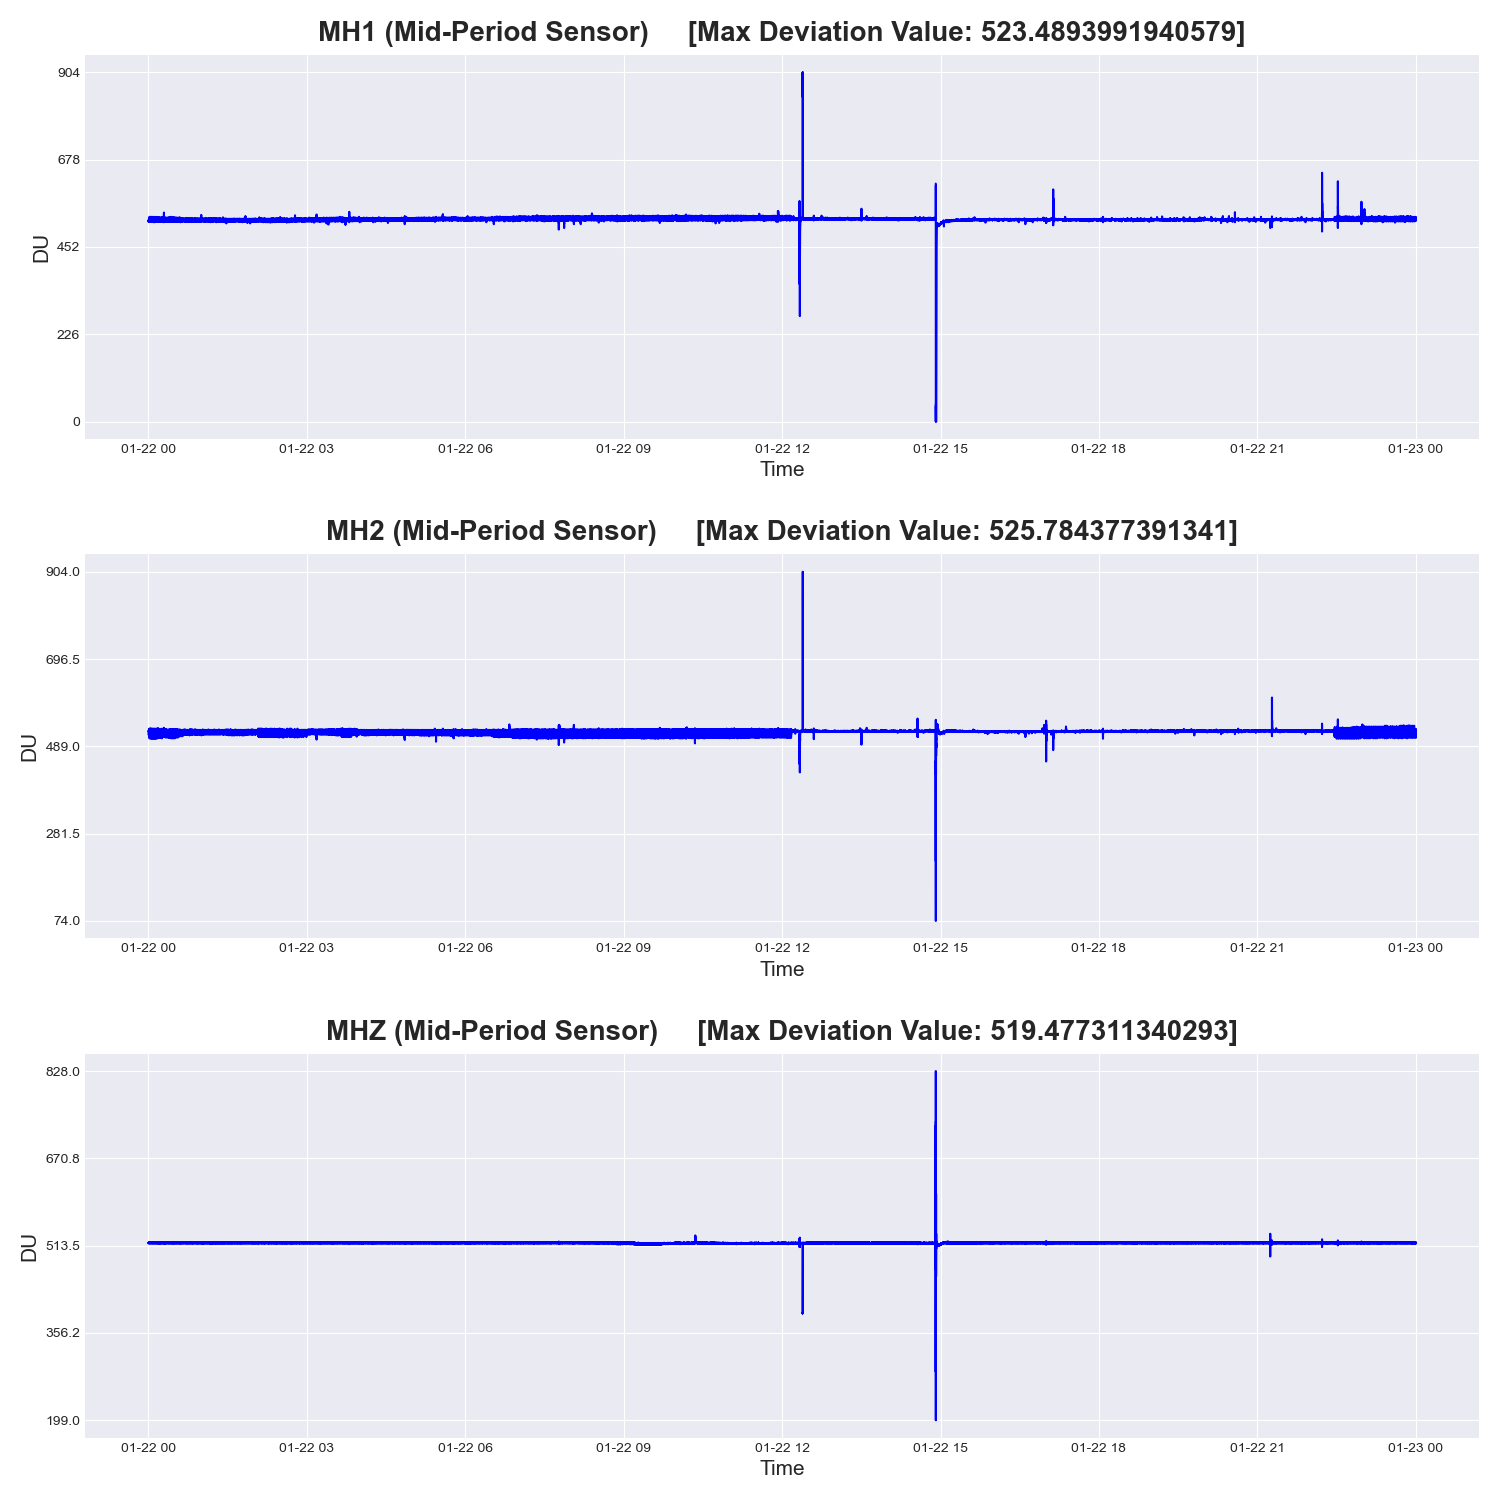 MH1 (Mid-Period Sensor) [Max Deviation Value: 523.4893991940579]
904
678
452
226
0
DU
01-22 00 01-22 03 01-22 06 01-22 09 01-22 12 01-22 15 01-22 18 01-22 21 01-23 00
Time
MH2 (Mid-Period Sensor) [Max Deviation Value: 525.784377391341]
904.0
696.5
489.0
281.5
74.0
DU
01-22 00 01-22 03 01-22 06 01-22 09 01-22 12 01-22 15 01-22 18 01-22 21 01-23 00
Time
MHZ (Mid-Period Sensor) [Max Deviation Value: 519.477311340293]
828.0
670.8
513.5
356.2
199.0
DU
01-22 00 01-22 03 01-22 06 01-22 09 01-22 12 01-22 15 01-22 18 01-22 21 01-23 00
Time